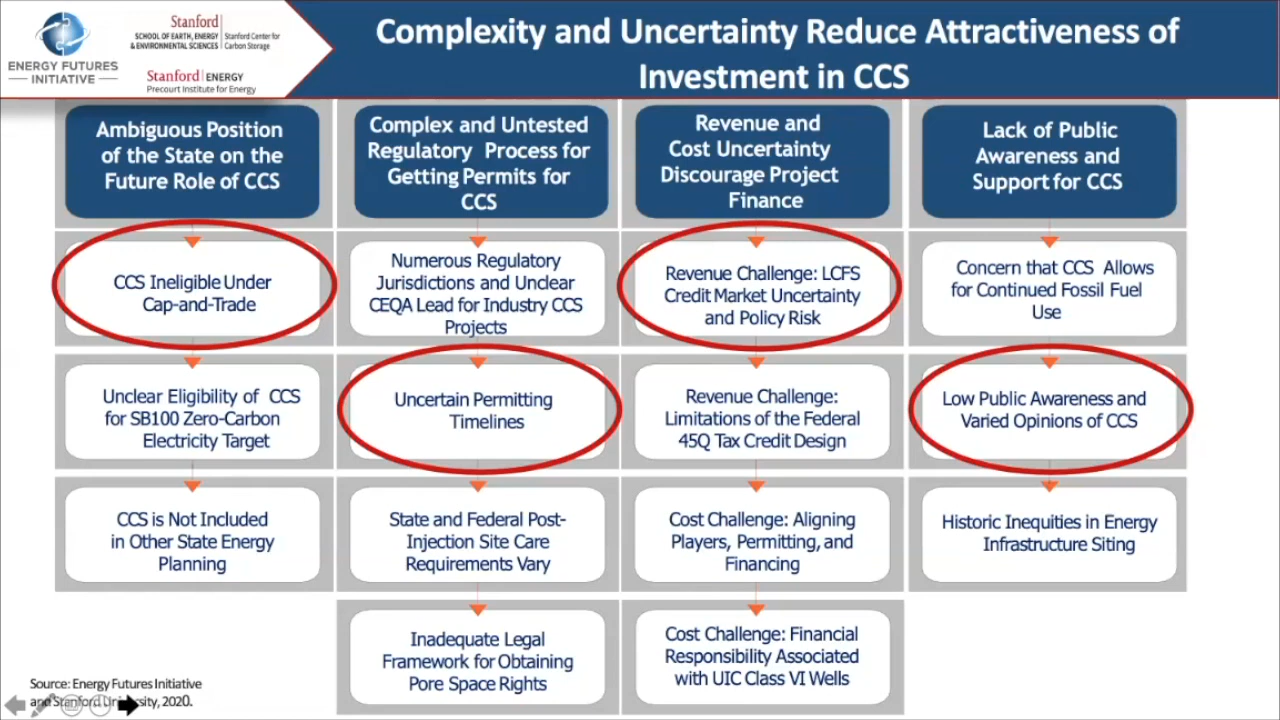 ENERGY FUTURES
INITIATIVE
Stanford
SCHOOL OF EARTH, ENERGY
& ENVIRONMENTAL SCIENCES
Stanford Center for
Carbon Storage
Stanford | ENERGY
Precourt Institute for Energy
Complexity and Uncertainty Reduce Attractiveness of
Investment in CCS
Ambiguous Position
of the State on the
Future Role of CCS
CCS Ineligible Under
Cap-and-Trade
Unclear Eligibility of CCS
for SB100 Zero-Carbon
Electricity Target
CCS is Not Included
in Other State Energy
Planning
Complex and Untested
Regulatory Process for
Getting Permits for
CCS
Numerous Regulatory
Jurisdictions and Unclear
CEQA Lead for Industry CCS
Projects
Uncertain Permitting
Timelines
State and Federal Post-
Injection Site Care
Requirements Vary
Inadequate Legal
Framework for Obtaining
Pore Space Rights
Revenue and
Cost Uncertainty
Discourage Project
Finance
Revenue Challenge: LCFS
Credit Market Uncertainty
and Policy Risk
Revenue Challenge:
Limitations of the Federal
45Q Tax Credit Design
Cost Challenge: Aligning
Players, Permitting, and
Financing
Cost Challenge: Financial
Responsibility Associated
with UIC Class VI Wells
Lack of Public
Awareness and
Support for CCS
Concern that CCS Allows
for Continued Fossil Fuel
Use
Low Public Awareness and
Varied Opinions of CCS
Historic Inequities in Energy
Infrastructure Siting
Source: Energy Futures Initiative
and Stanford University, 2020.